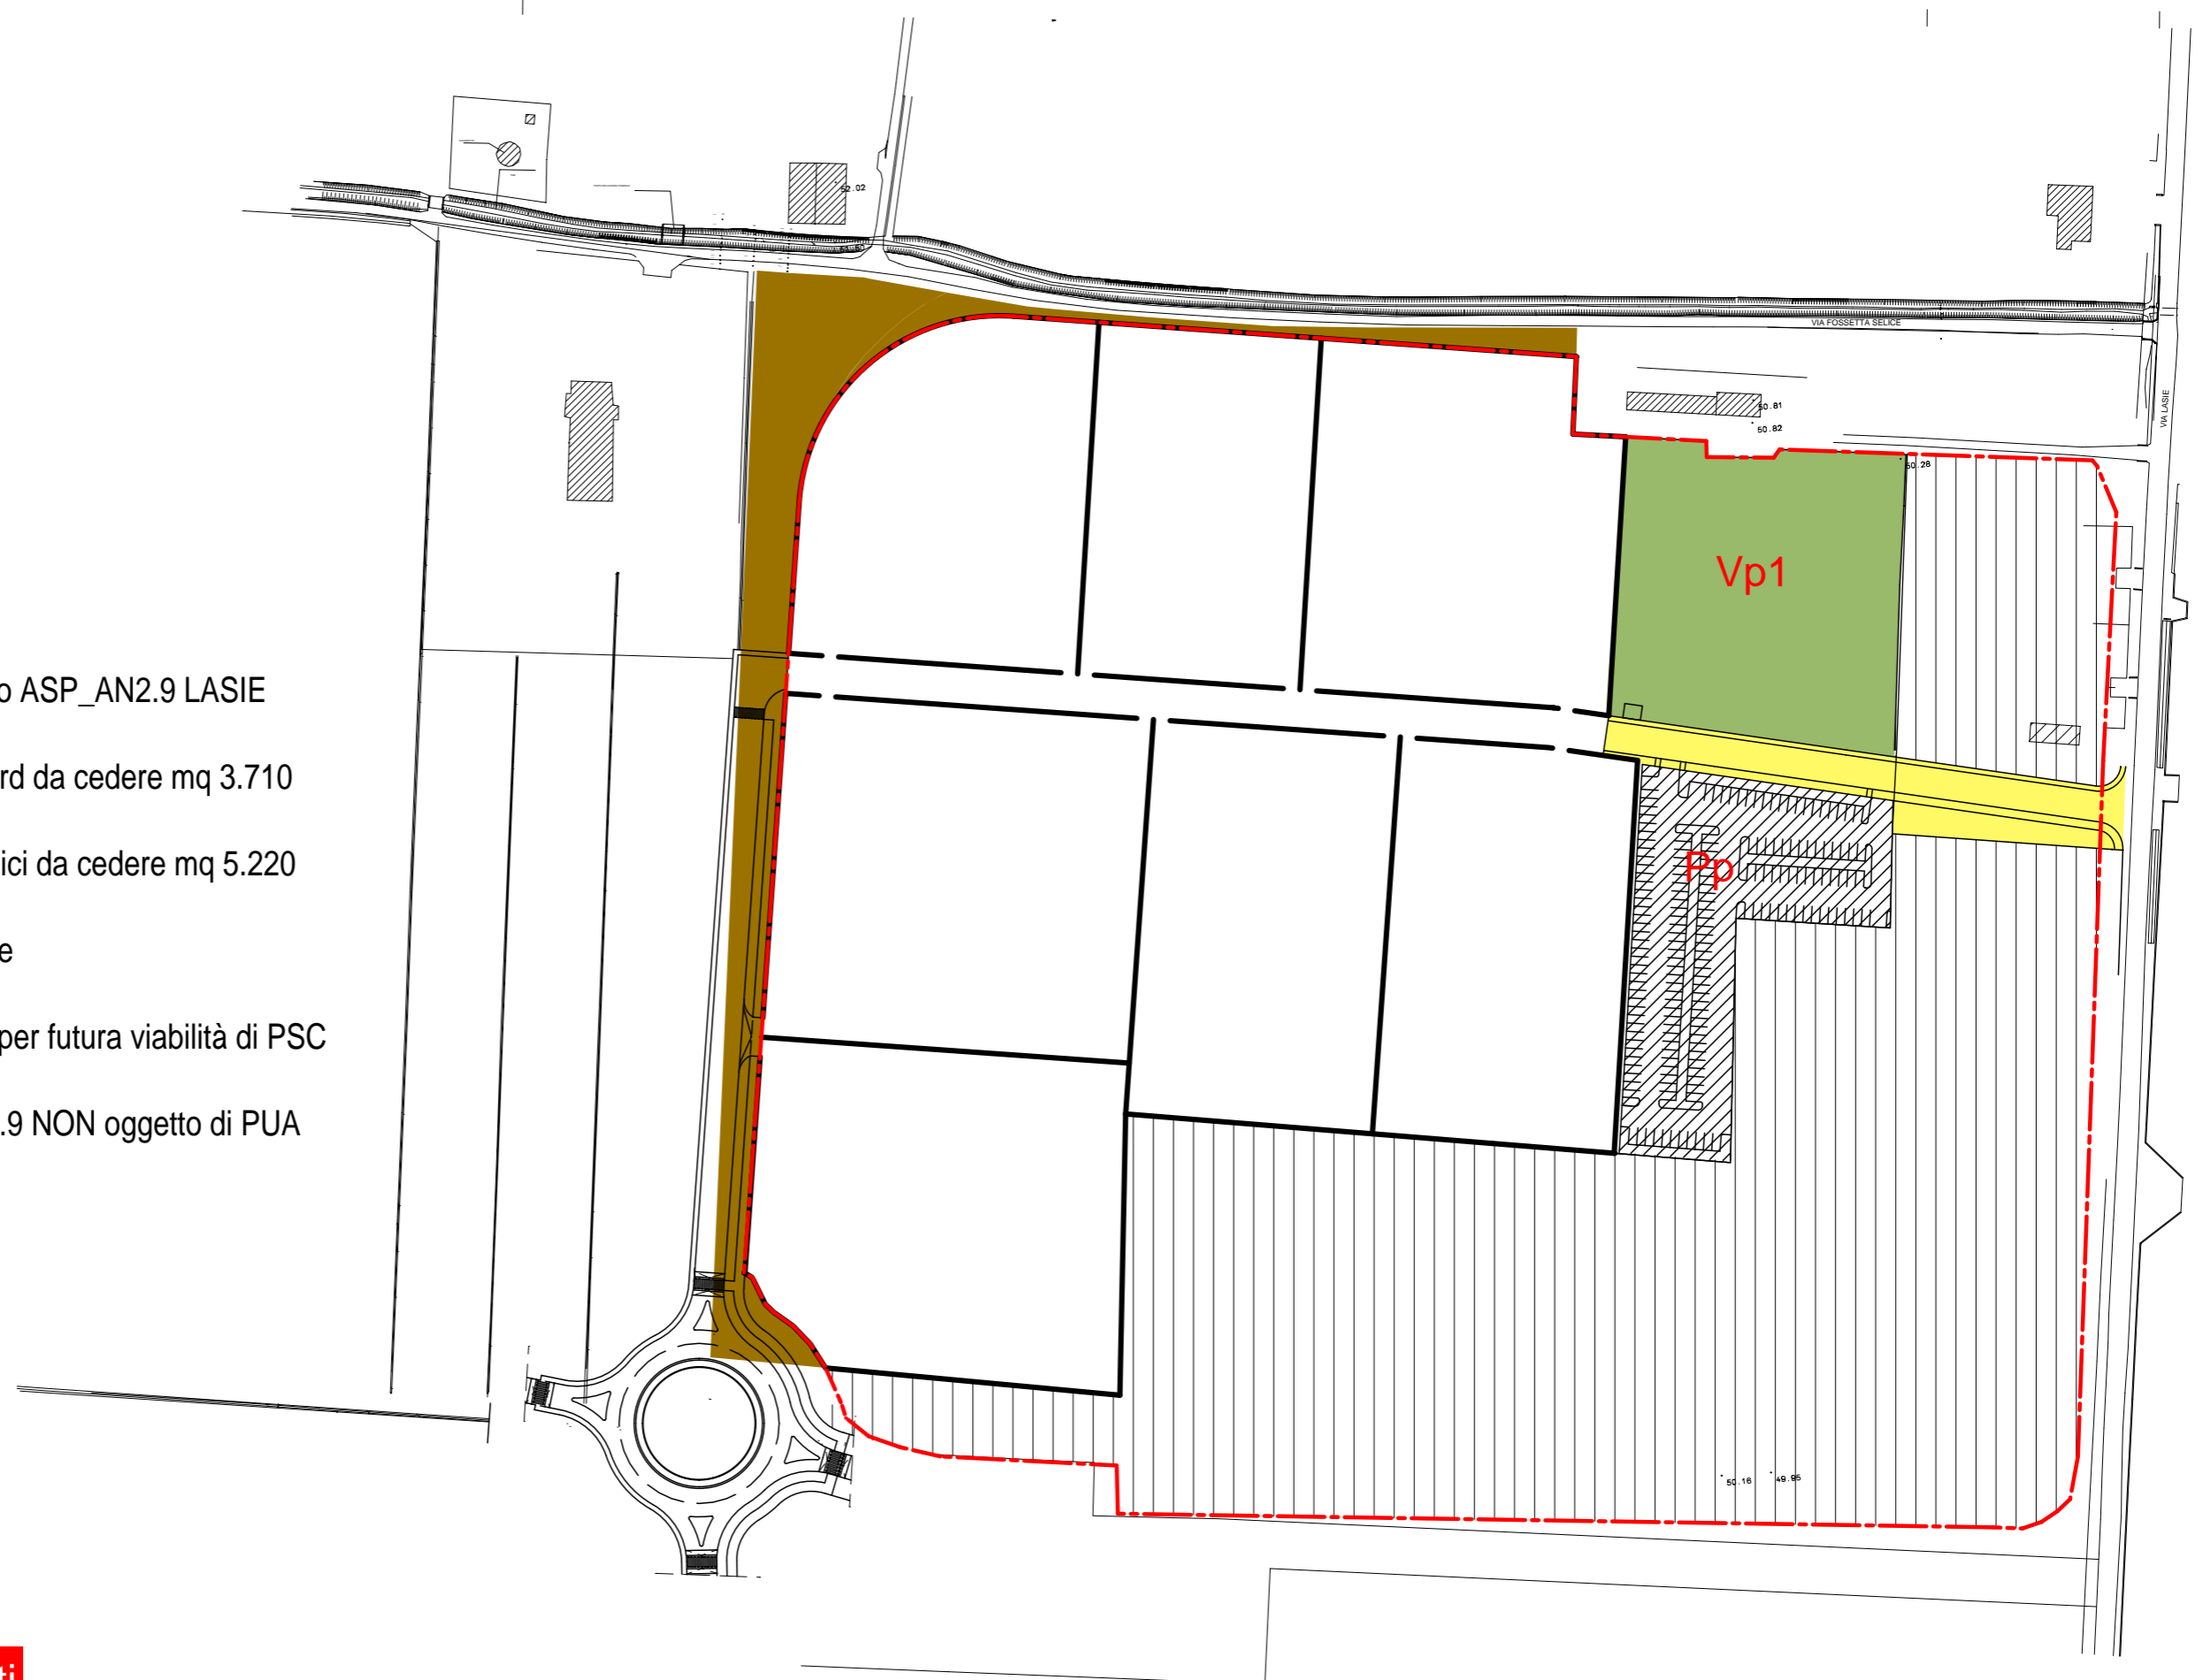 52.02
VIA FOSSETTA SELICE
VIA LASIE
50.81
50.82
50.28
Vp1
o ASP_AN2.9 LASIE
rd da cedere mq 3.710
ici da cedere mq 5.220
Pp
e
per futura viabilità di PSC
.9 NON oggetto di PUA
50.16
49.95
ti